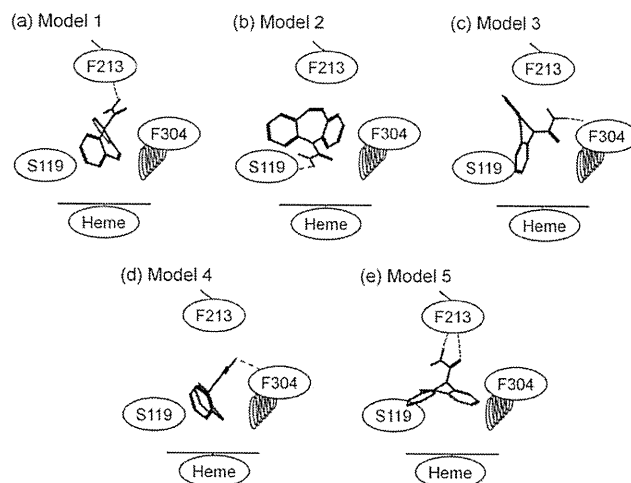 (a) Model 1
(b) Model 2
(c) Model 3
F213
F213
F213
F304
F304
F304
S119
S119
S119
Heme
Heme
Heme
(d) Model 4
(e) Model 5
F213
F213
F304
F304
S119
S119
Heme
Heme